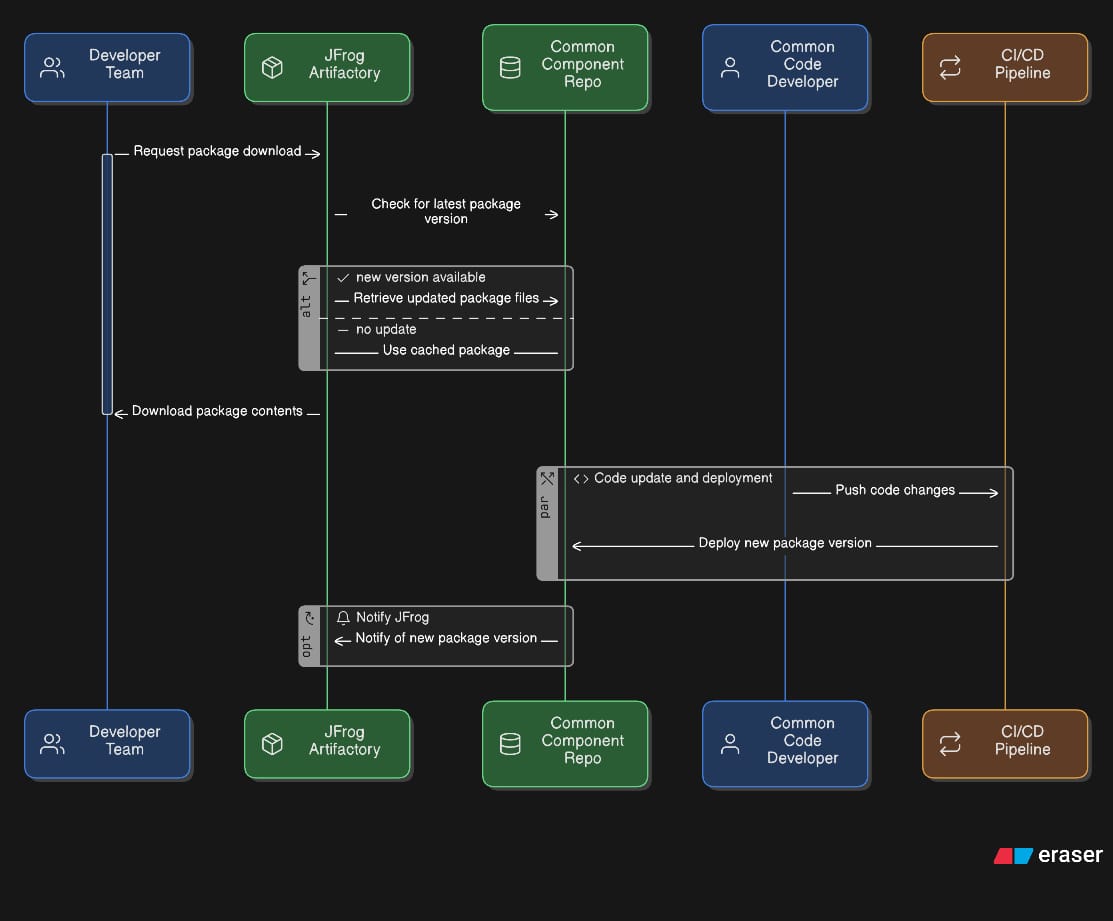 Developer
Team
JFrog
Artifactory
Common
Component
Repo
Common
Code
Developer
CI/CD
Pipeline
Request package download
Check for latest package
version
alt
new version available
Retrieve updated package files
no update
Use cached package
Download package contents
par
Code update and deployment
Push code changes
Deploy new package version
opt
Notify JFrog
Notify of new package version
Developer
Team
JFrog
Artifactory
Common
Component
Repo
Common
Code
Developer
CI/CD
Pipeline
eraser